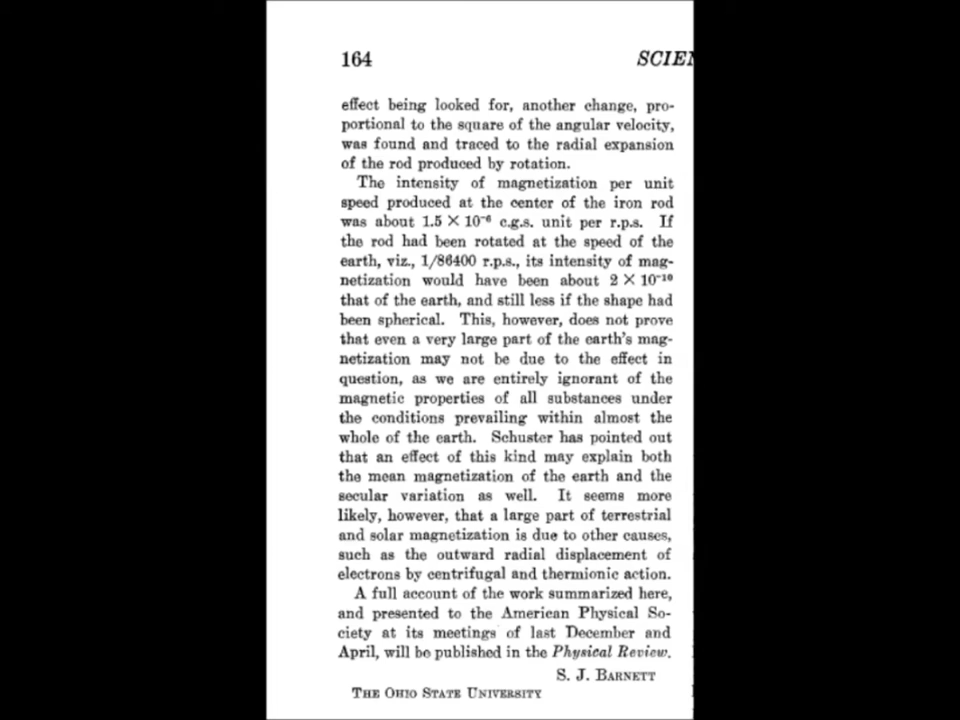 164
effect being looked for, another change, pro-
portional to the square of the angular velocity,
was found and traced to the radial expansion
of the rod produced by rotation.
The intensity of magnetization per unit
speed produced at the center of the iron rod
was about 1.5 × 10⁻⁶ c.g.s. unit per r.p.s. If
the rod had been rotated at the speed of the
earth, viz., 1/86400 r.p.s., its intensity of mag-
netization would have been about 2 × 10⁻¹⁰
that of the earth, and still less if the shape had
been spherical. This, however, does not prove
that even a very large part of the earth's mag-
netization may not be due to the effect in
question, as we are entirely ignorant of the
magnetic properties of all substances under
the conditions prevailing within almost the
whole of the earth. Schuster has pointed out
that an effect of this kind may explain both
the mean magnetization of the earth and the
secular variation as well. It seems more
likely, however, that a large part of terrestrial
and solar magnetization is due to other causes,
such as the outward radial displacement of
electrons by centrifugal and thermionic action.
A full account of the work summarized here,
and presented to the American Physical So-
ciety at its meetings of last December and
April, will be published in the Physical Review.
S. J. Barnett
The Ohio State University